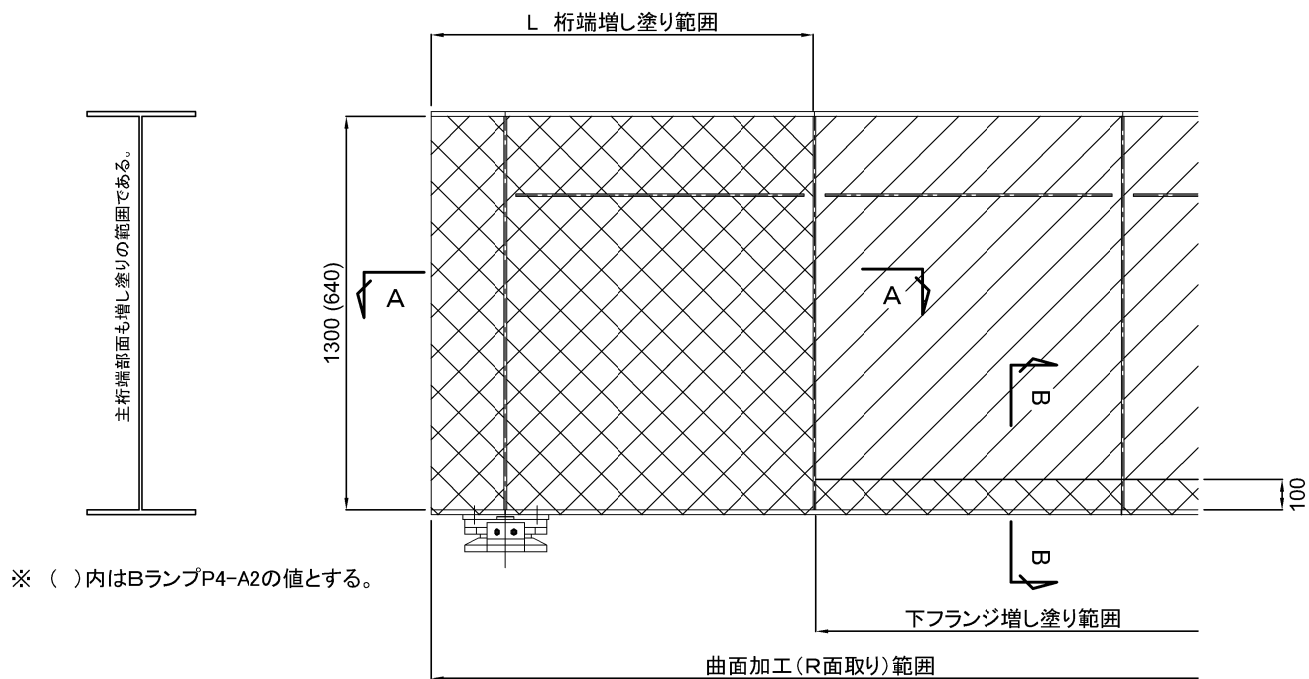 L 桁端増し塗り範囲
主桁端部面も増し塗りの範囲である。
1300 (640)
A
A
B
B
100
※ ( )内はBランプP4-A2の値とする。
下フランジ増し塗り範囲
曲面加工(R面取り)範囲